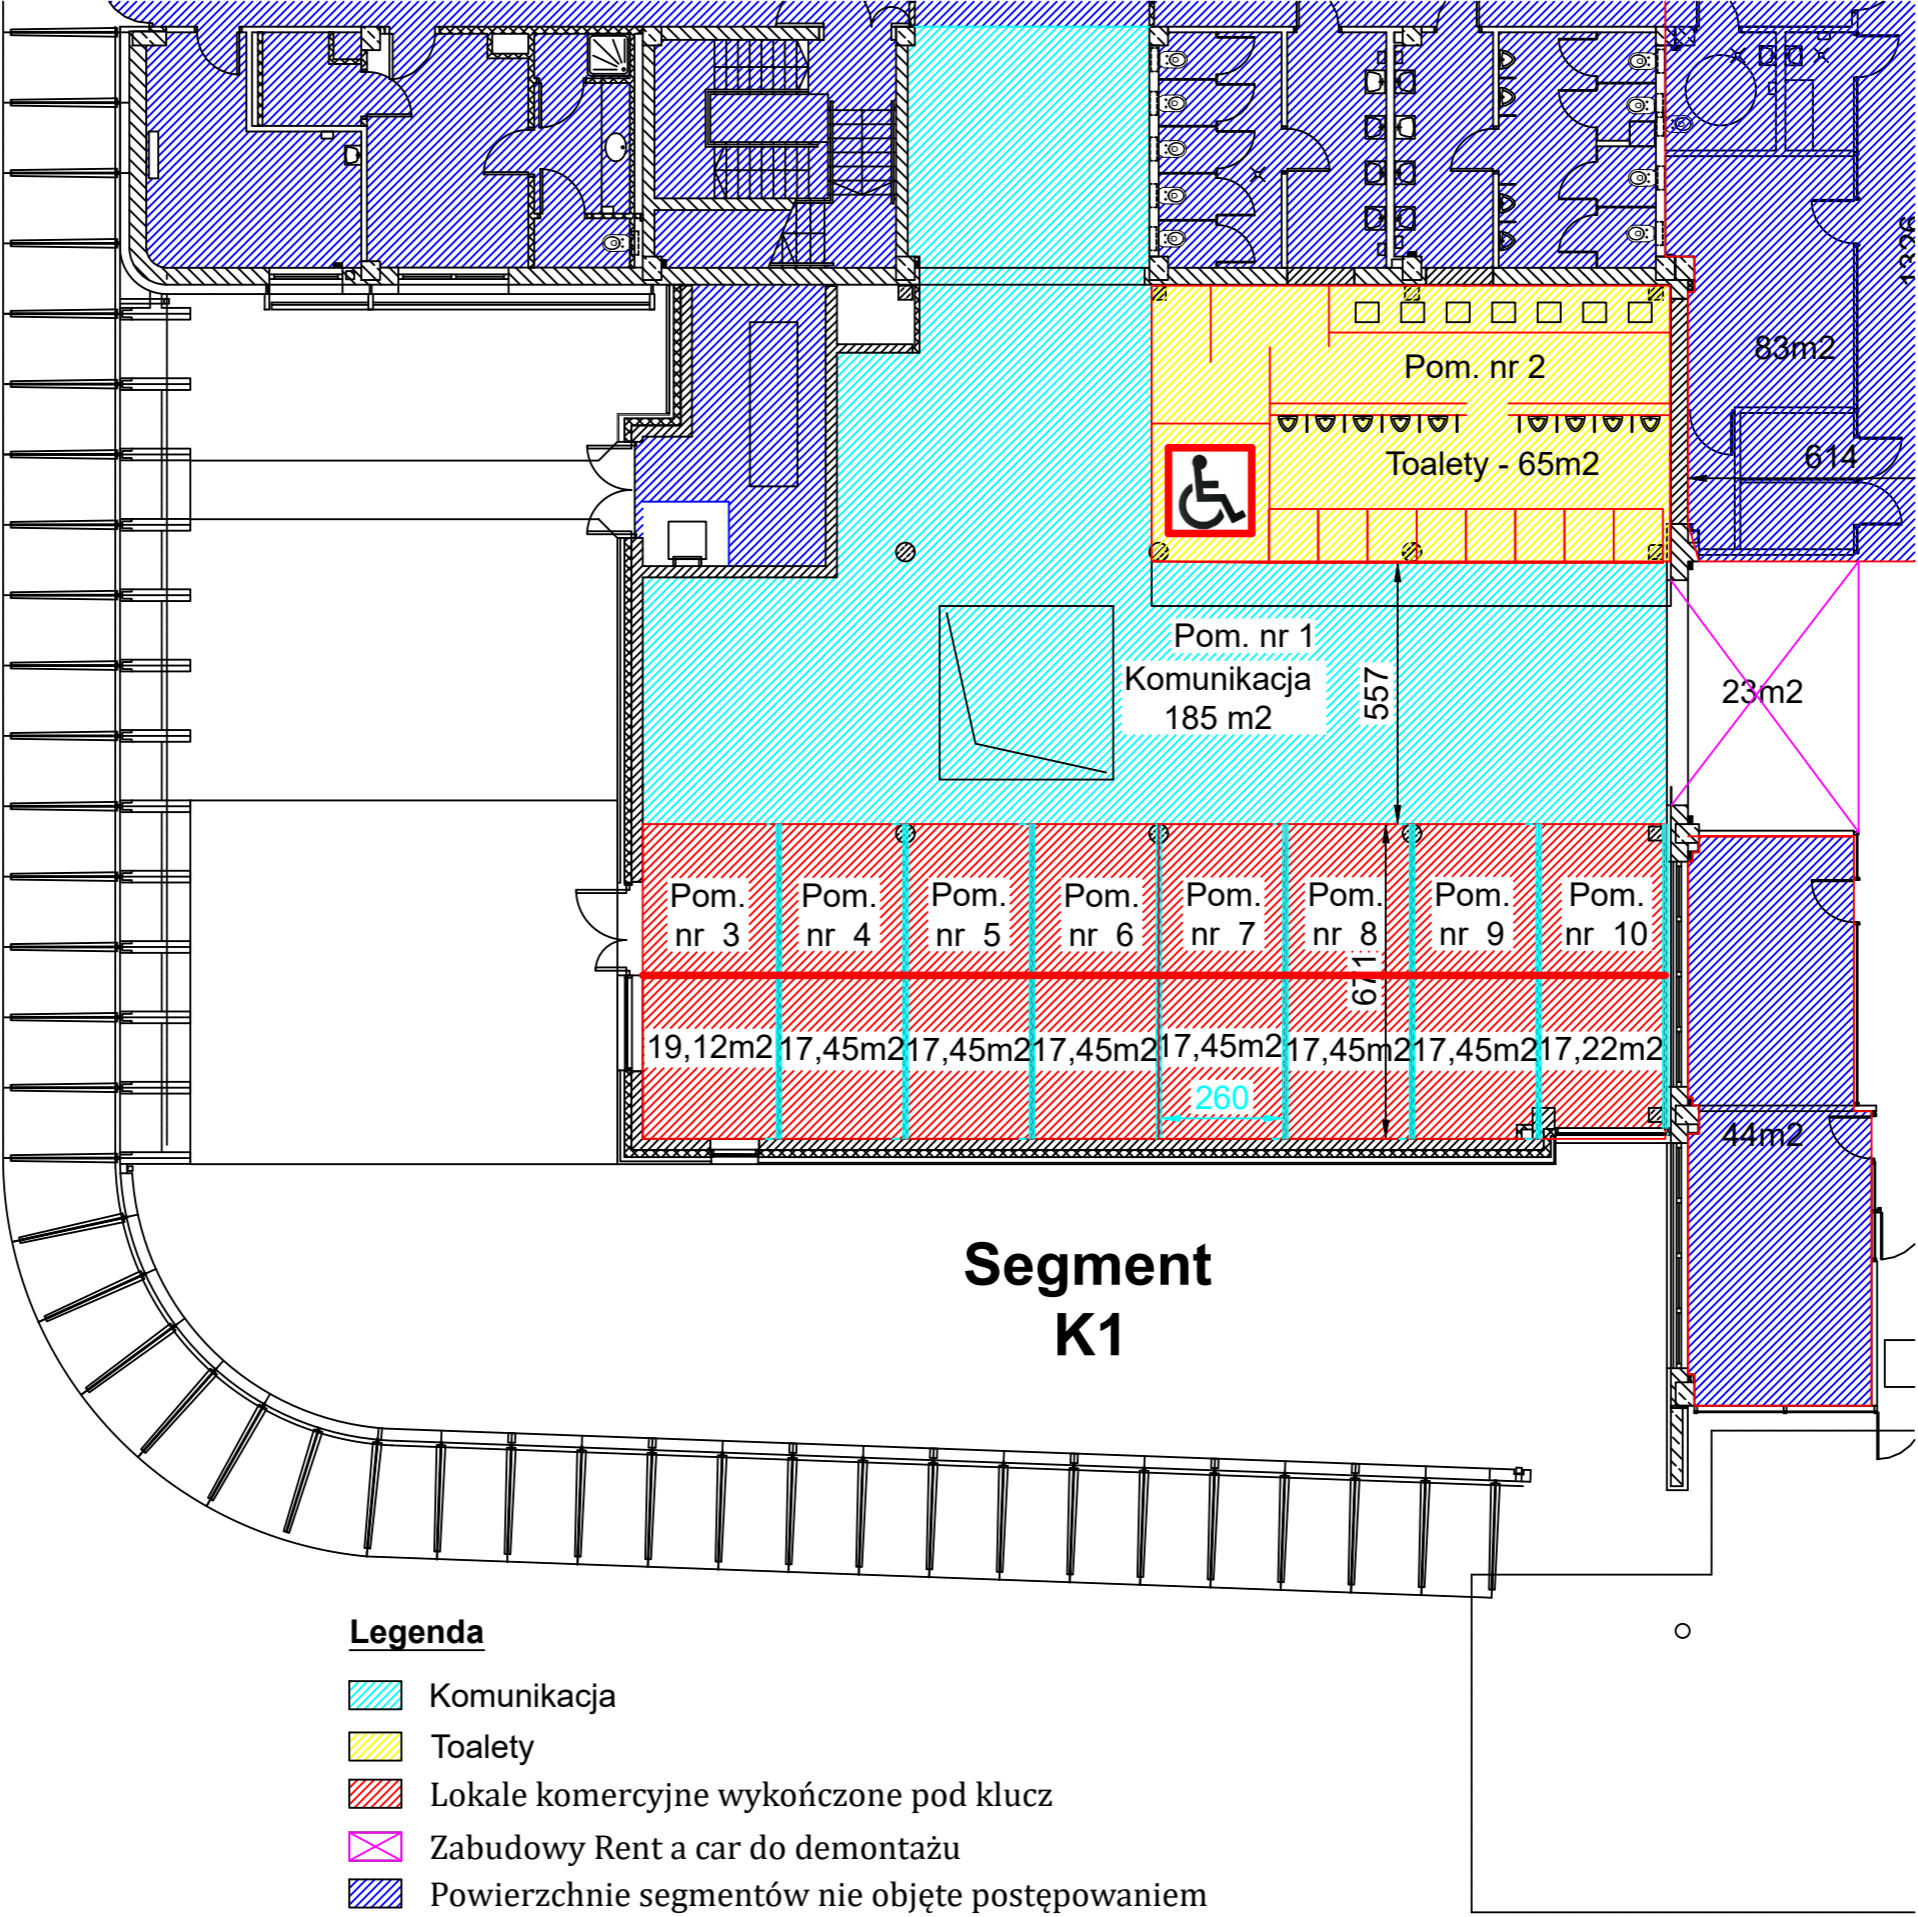 1336
83m2
Pom. nr 2
614
Toalety - 65m2
Pom. nr 1
Komunikacja
185 m2
557
23m2
Pom.
nr 3
Pom.
nr 4
Pom.
nr 5
Pom.
nr 6
Pom.
nr 7
Pom.
nr 8
Pom.
nr 9
Pom.
nr 10
671
19,12m2
17,45m2
17,45m2
17,45m2
17,45m2
17,45m2
17,45m2
17,22m2
260
44m2
Segment
K1
Legenda
Komunikacja
Toalety
Lokale komercyjne wykończone pod klucz
Zabudowy Rent a car do demontażu
Powierzchnie segmentów nie objęte postępowaniem